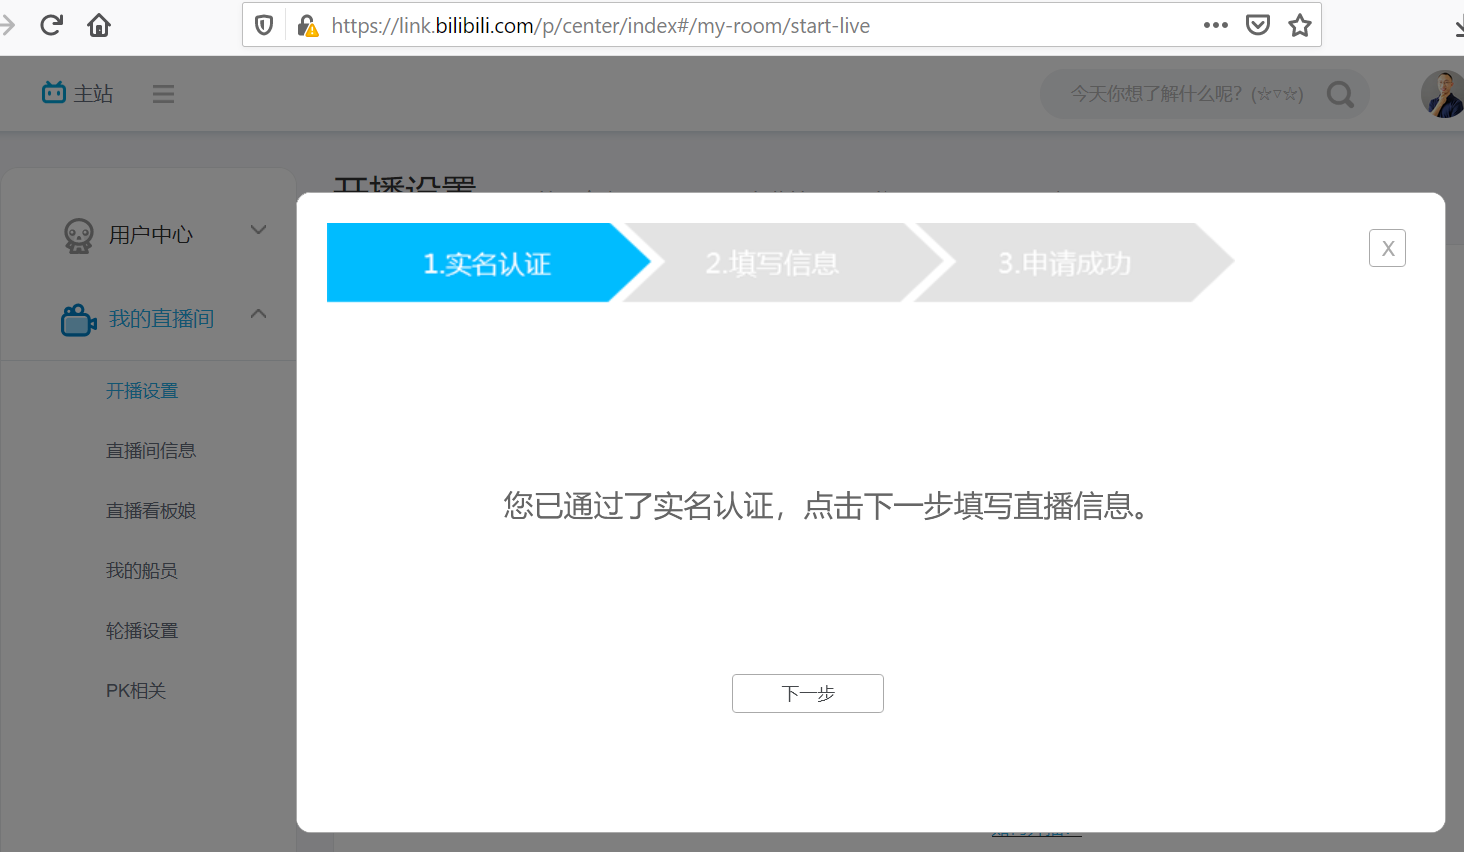 https://link.bilibili.com/p/center/index#/my-room/start-live
主站
今天你想了解什么呢？(☆▽☆)
开播设置
用户中心
我的直播间
开播设置
直播间信息
直播看板娘
我的船员
轮播设置
PK相关
1.实名认证
2.填写信息
3.申请成功
X
您已通过了实名认证，点击下一步填写直播信息。
下一步